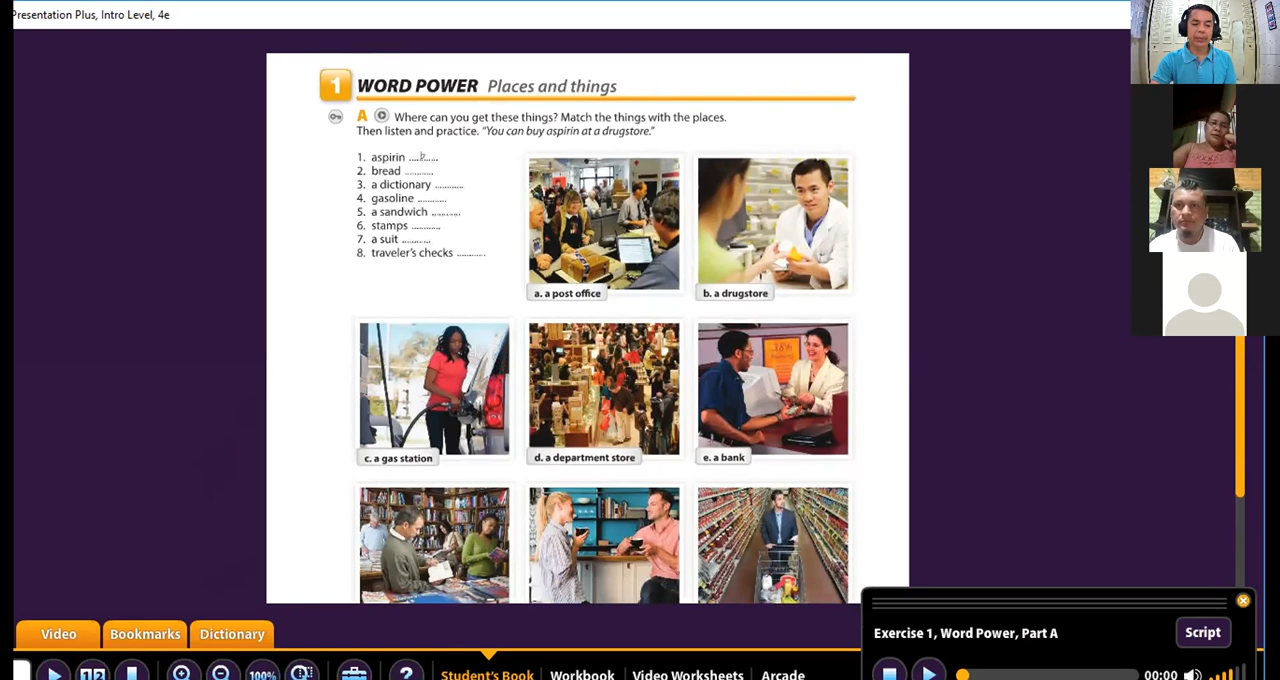 Presentation Plus, Intro Level, 4e
1 WORD POWER Places and things
A Where can you get these things? Match the things with the places.
Then listen and practice. "You can buy aspirin at a drugstore."
1. aspirin ....b.......
2. bread ............
3. a dictionary ............
4. gasoline ............
5. a sandwich ............
6. stamps ............
7. a suit ............
8. traveler's checks ............
a. a post office
b. a drugstore
c. a gas station
d. a department store
e. a bank
Exercise 1, Word Power, Part A
Script
Video
Bookmarks
Dictionary
1 2
100%
?
Student's Book
Workbook
Video Worksheets
Arcade
00:00